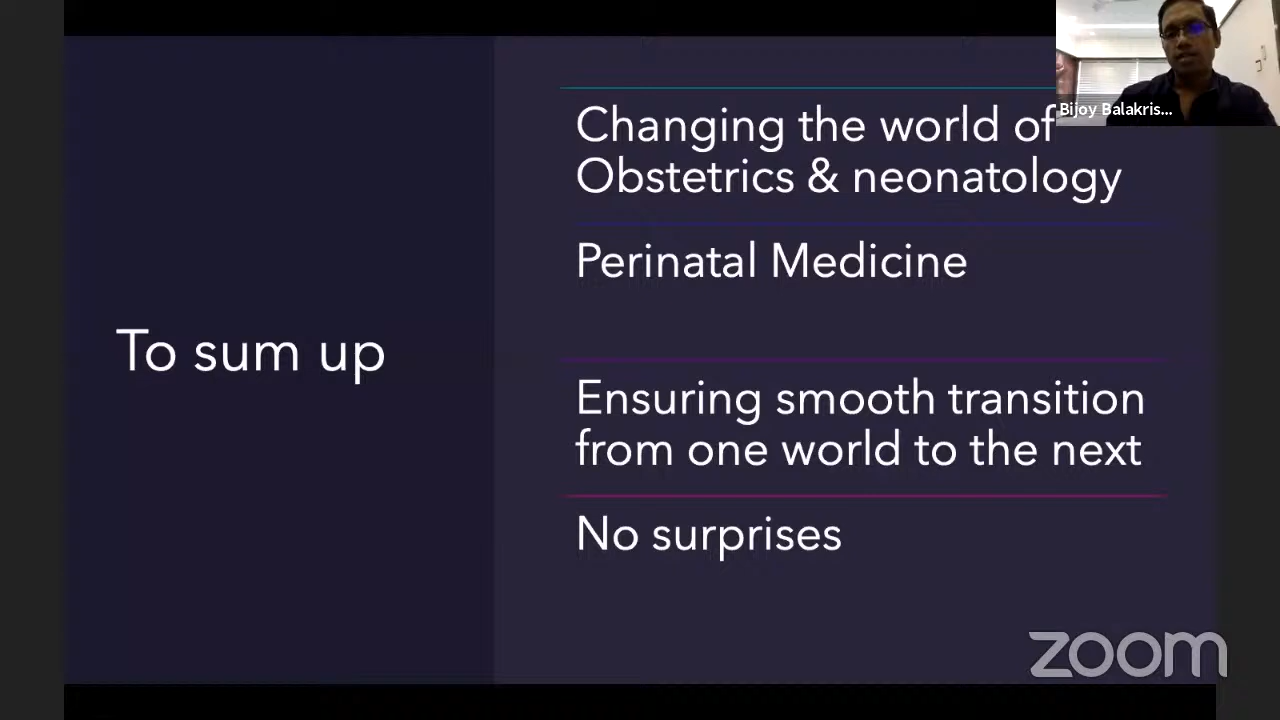 Changing the world of
Obstetrics & neonatology
Perinatal Medicine
To sum up
Ensuring smooth transition
from one world to the next
No surprises
Bijoy Balakris...
zoom